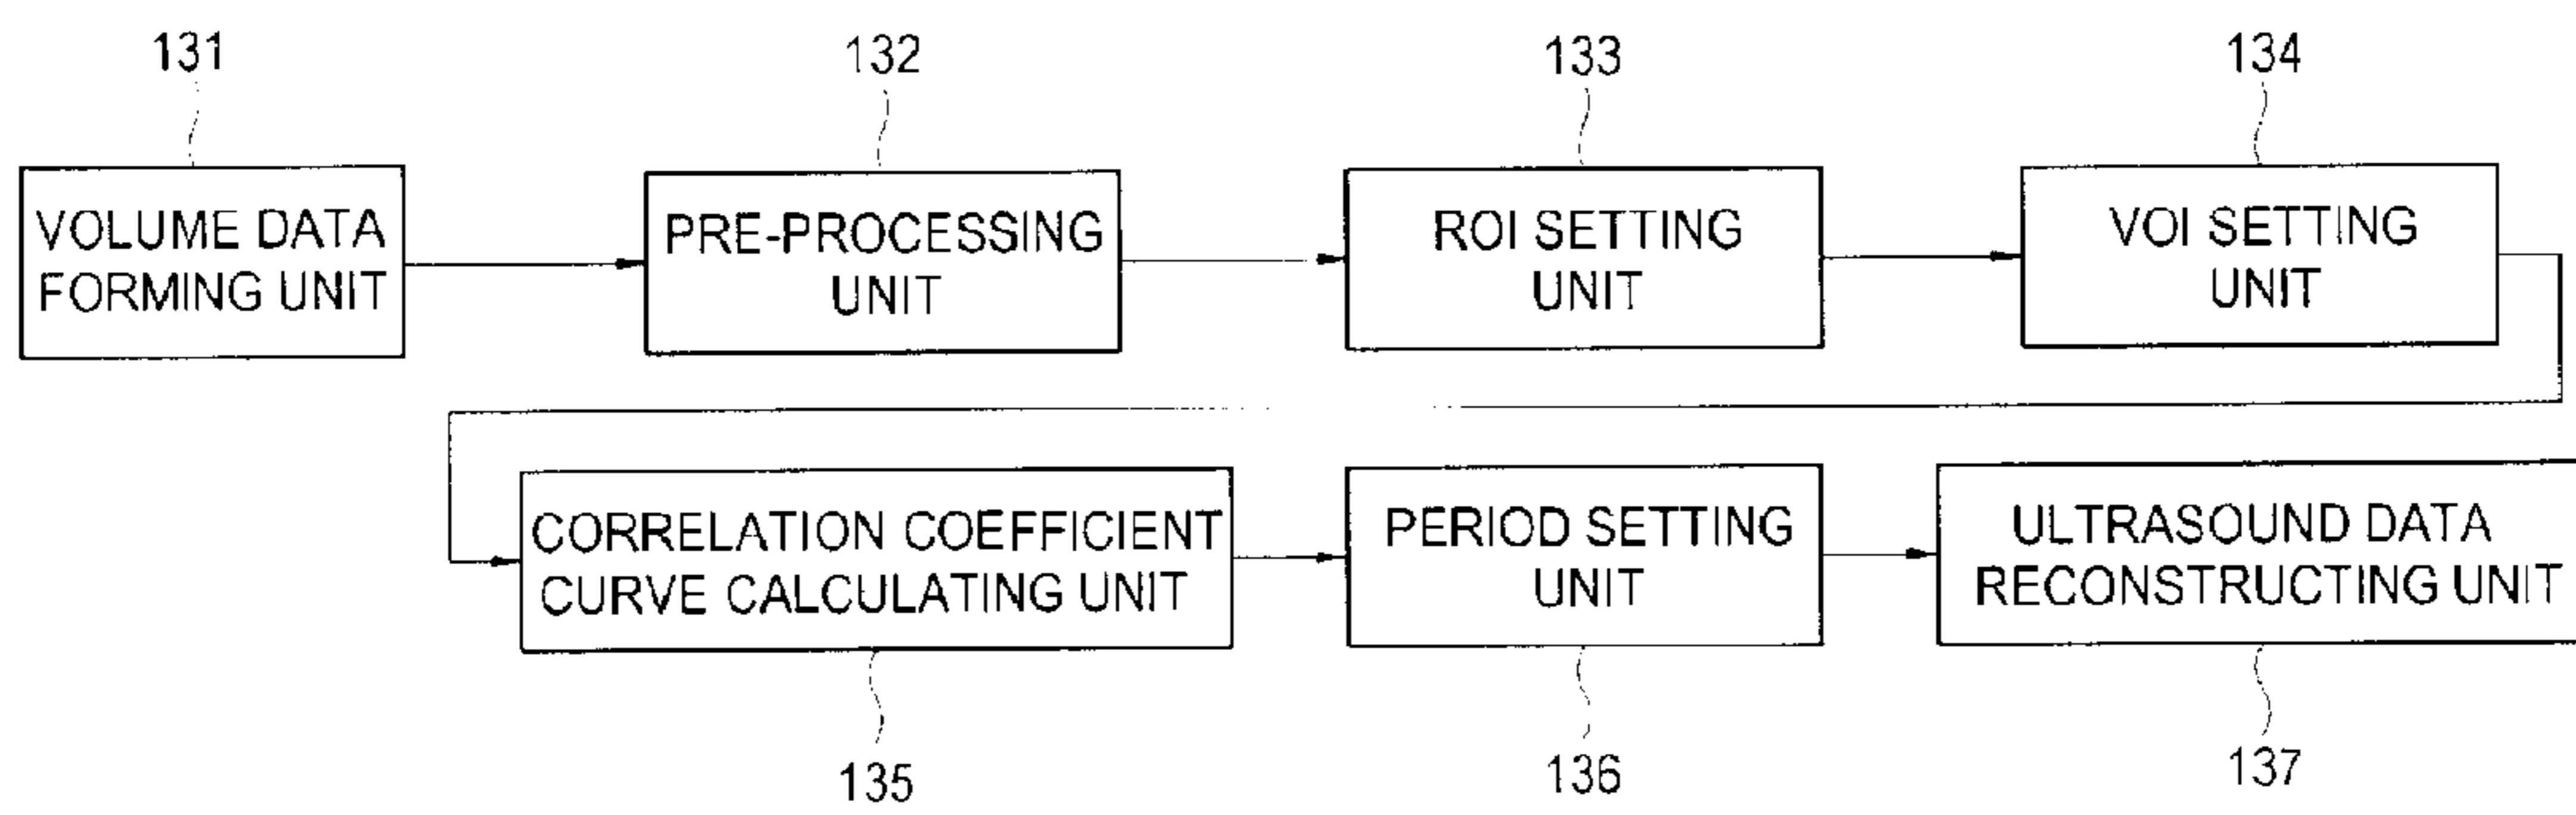 131
132
133
134
VOLUME DATA
FORMING UNIT
PRE-PROCESSING
UNIT
ROI SETTING
UNIT
VOI SETTING
UNIT
CORRELATION COEFFICIENT
CURVE CALCULATING UNIT
PERIOD SETTING
UNIT
ULTRASOUND DATA
RECONSTRUCTING UNIT
135
136
137